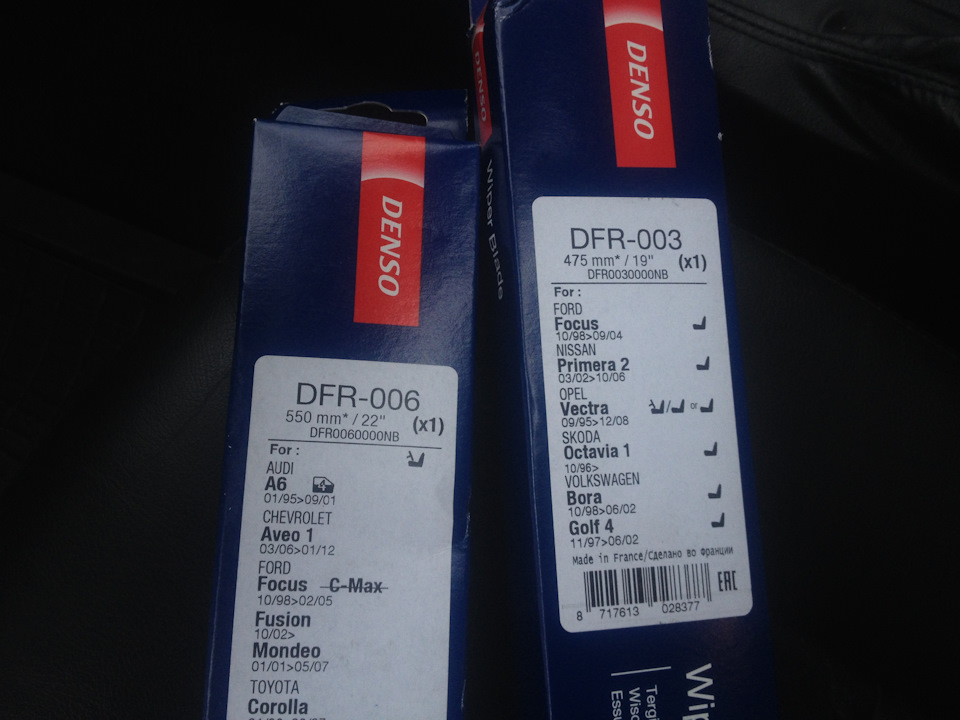 DENSO
DFR-006
550 mm* / 22"
(x1)
DFR0060000NB
For :
AUDI
A6
01/95>09/01
CHEVROLET
Aveo 1
03/06>01/12
FORD
Focus C-Max
10/98>02/05
Fusion
10/02>
Mondeo
01/01>05/07
TOYOTA
Corolla
DENSO
Wiper Blade
DENSO
DFR-003
475 mm* / 19"
(x1)
DFR0030000NB
For :
FORD
Focus
10/98>09/04
NISSAN
Primera 2
03/02>10/06
OPEL
Vectra / or
09/95>12/08
SKODA
Octavia 1
10/96>
VOLKSWAGEN
Bora
10/98>06/02
Golf 4
11/97>06/02
Made in France/Сделано во франции
EAC
8 717613 028377